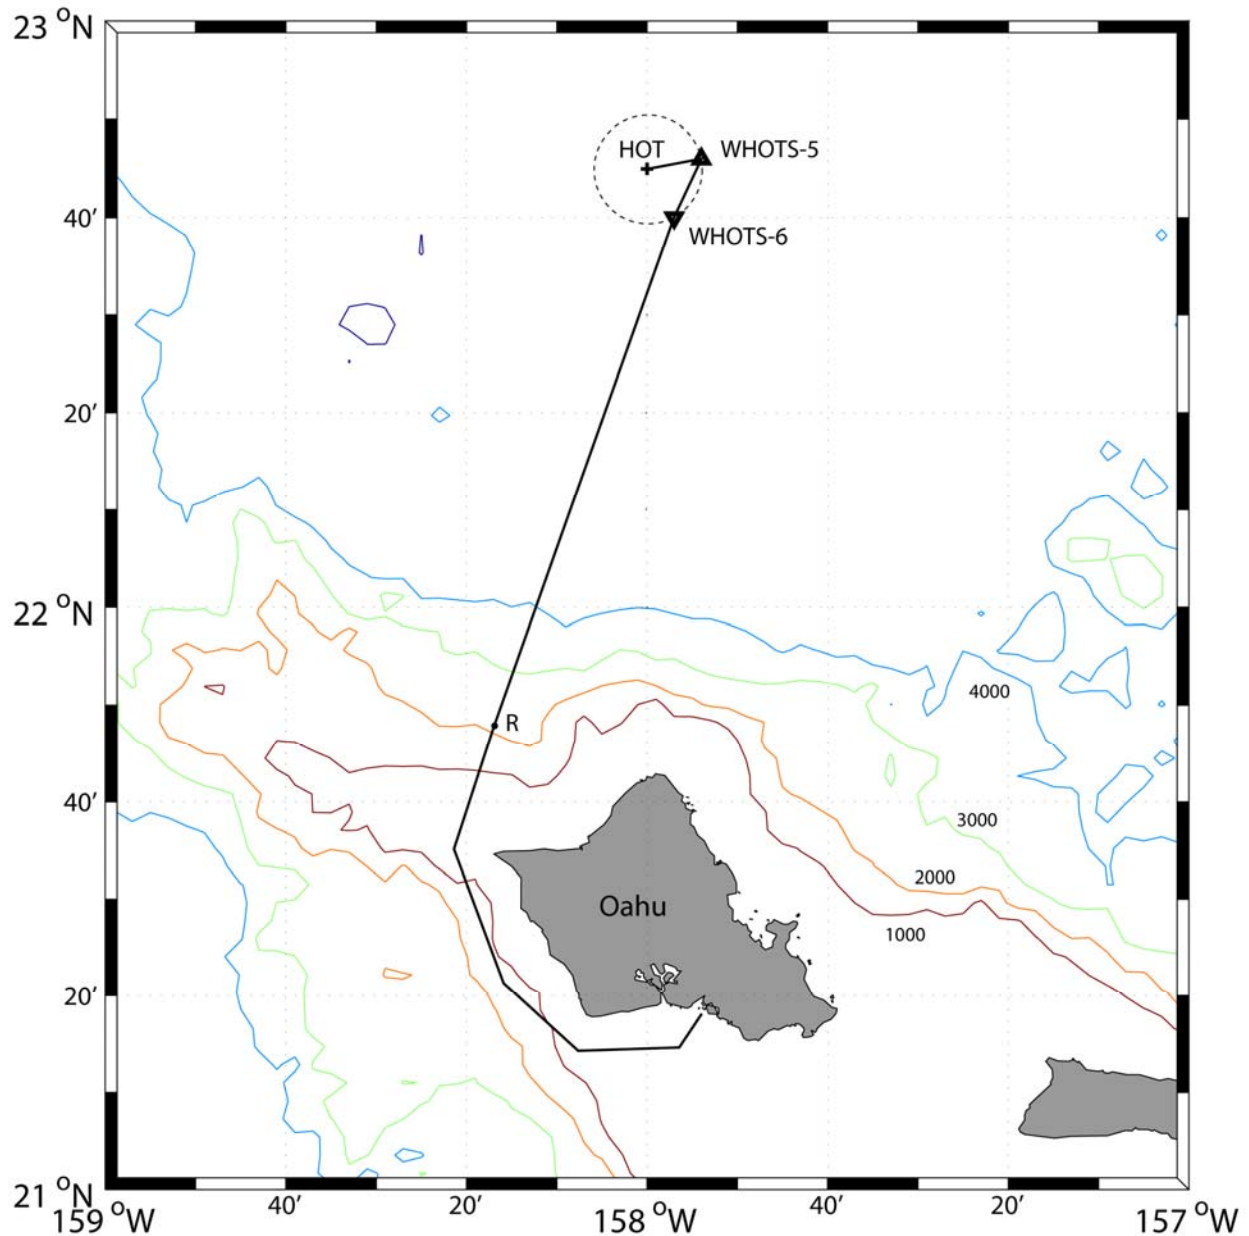 23 °N
HOT
WHOTS-5
WHOTS-6
40′
20′
22 °N
4000
R
40′
3000
2000
Oahu
1000
20′
21 °N
159 °W
40′
20′
158 °W
40′
20′
157 °W